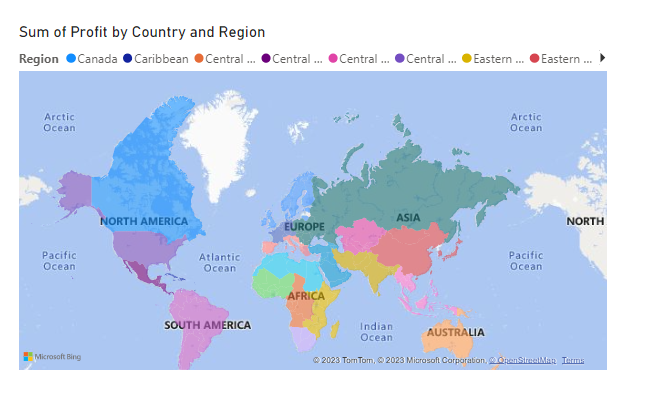 Sum of Profit by Country and Region
Region Canada Caribbean Central ... Central ... Central ... Central ... Eastern ... Eastern ...
Arctic
Ocean
Arctic
Ocean
NORTH AMERICA
EUROPE
ASIA
NORTH
Pacific
Ocean
Atlantic
Ocean
Pacific
Ocean
AFRICA
SOUTH AMERICA
Indian
Ocean
AUSTRALIA
Microsoft Bing
© 2023 TomTom, © 2023 Microsoft Corporation, © OpenStreetMap Terms